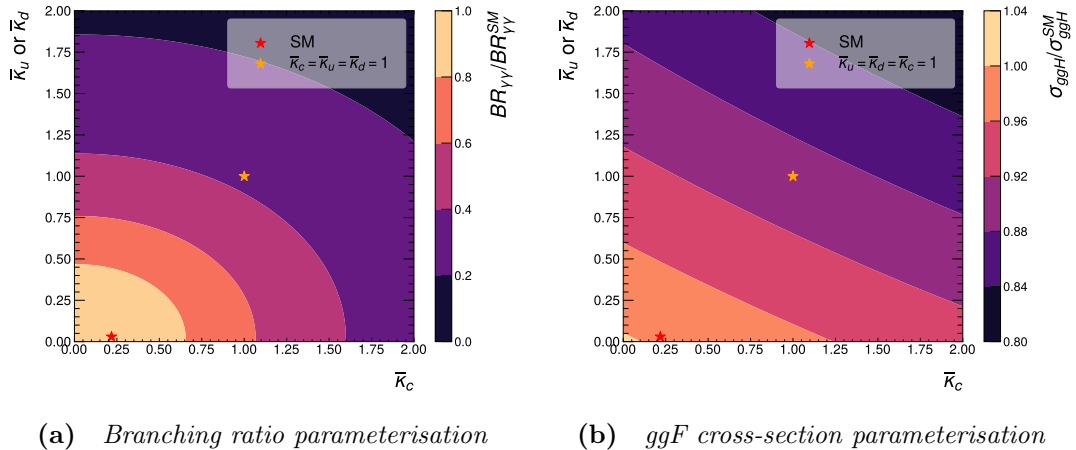 2.00
1.75
1.50
1.25
1.00
0.75
0.50
0.25
0.00
κ̅u or κ̅d
0.00 0.25 0.50 0.75 1.00 1.25 1.50 1.75 2.00
κ̅c
SM
κ̅c = κ̅u = κ̅d = 1
1.0
0.8
0.6
0.4
0.2
0.0
BRγγ/BRγγ^SM
(a) Branching ratio parameterisation
2.00
1.75
1.50
1.25
1.00
0.75
0.50
0.25
0.00
κ̅u or κ̅d
0.00 0.25 0.50 0.75 1.00 1.25 1.50 1.75 2.00
κ̅c
SM
κ̅u = κ̅d = κ̅c = 1
1.04
1.00
0.96
0.92
0.88
0.84
0.80
σggH/σggH^SM
(b) ggF cross-section parameterisation